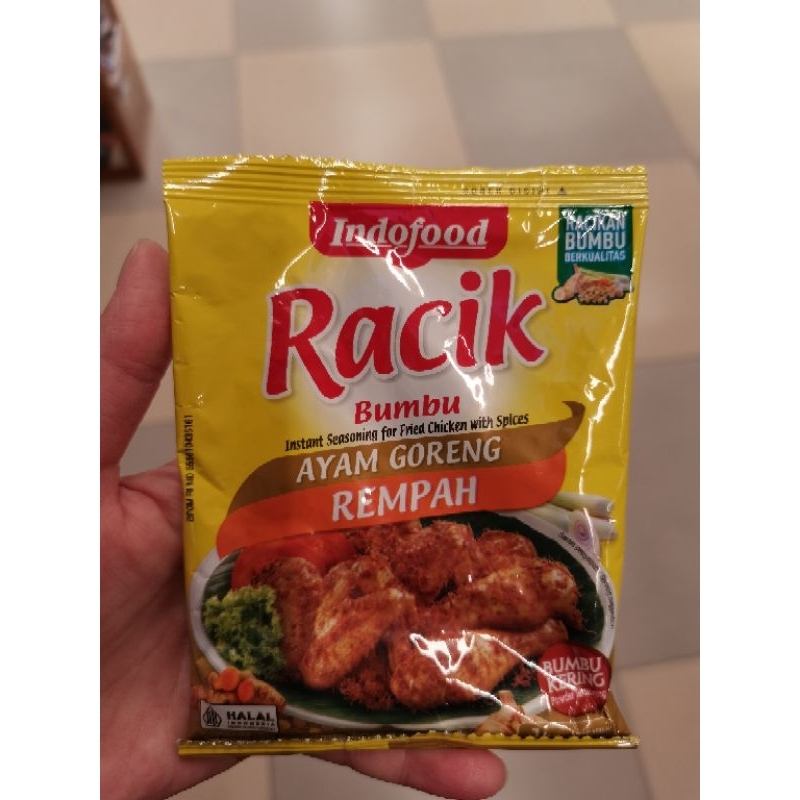 Indofood
RACIKAN
BUMBU
BERKUALITAS
Racik
Bumbu
Instant Seasoning for Fried Chicken with Spices
AYAM GORENG
REMPAH
BUMBU
KERING
HALAL
INDONESIA